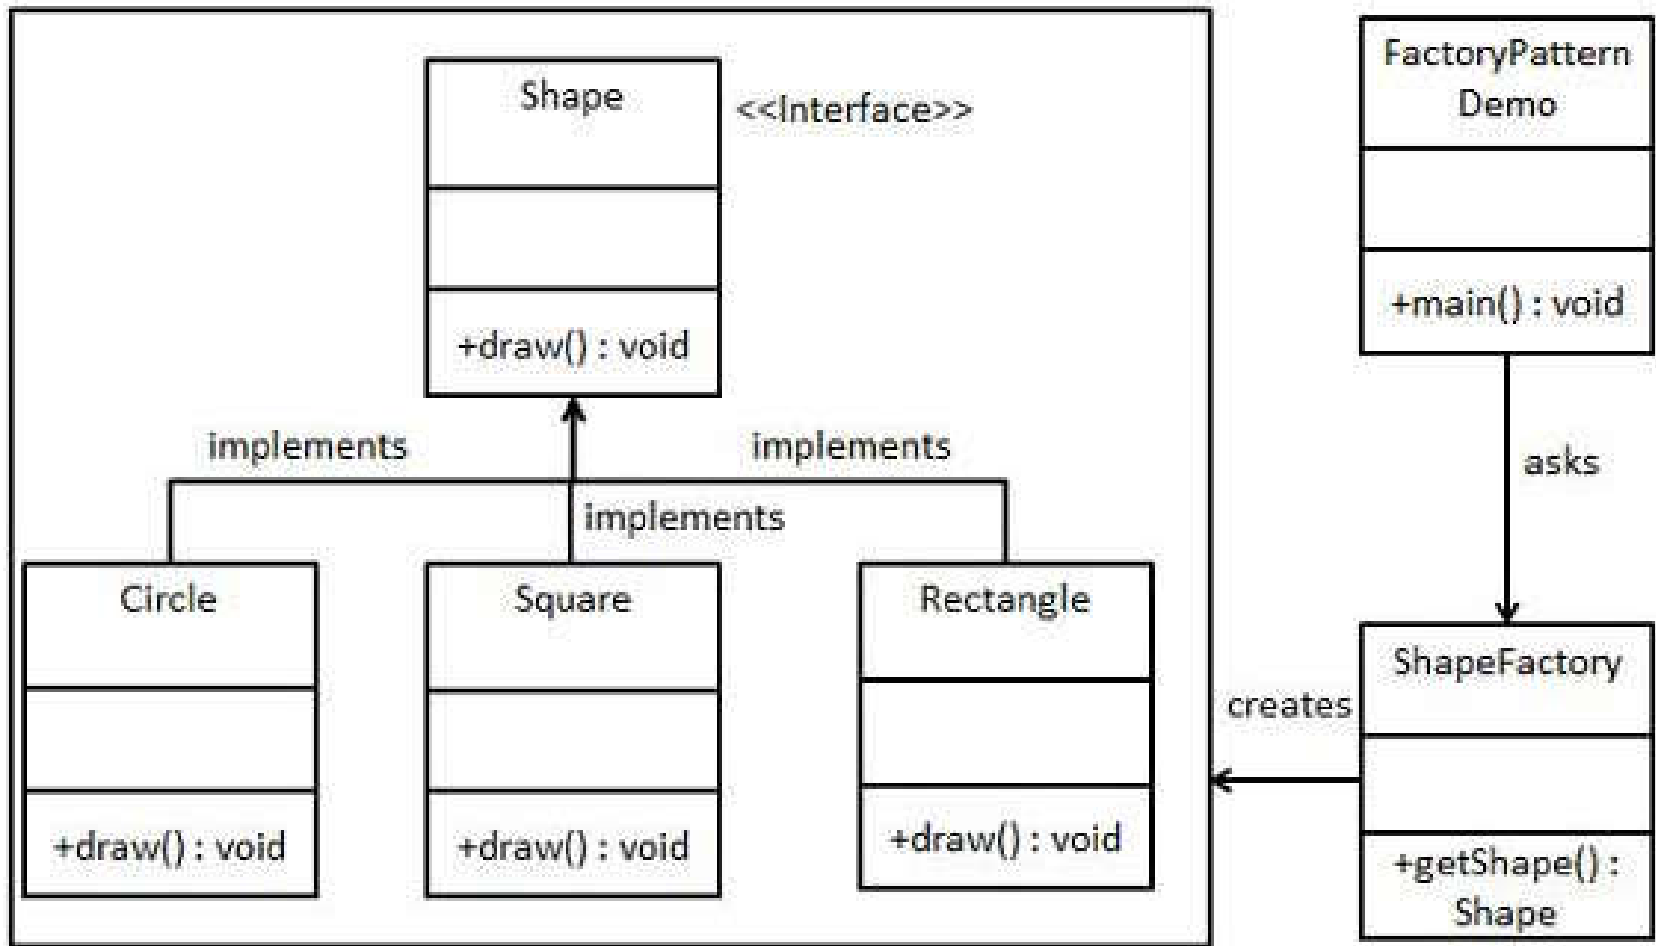 Shape
<<Interface>>
+draw() : void
implements
implements
implements
Circle
+draw() : void
Square
+draw() : void
Rectangle
+draw() : void
FactoryPattern
Demo
+main() : void
asks
ShapeFactory
creates
+getShape() :
Shape